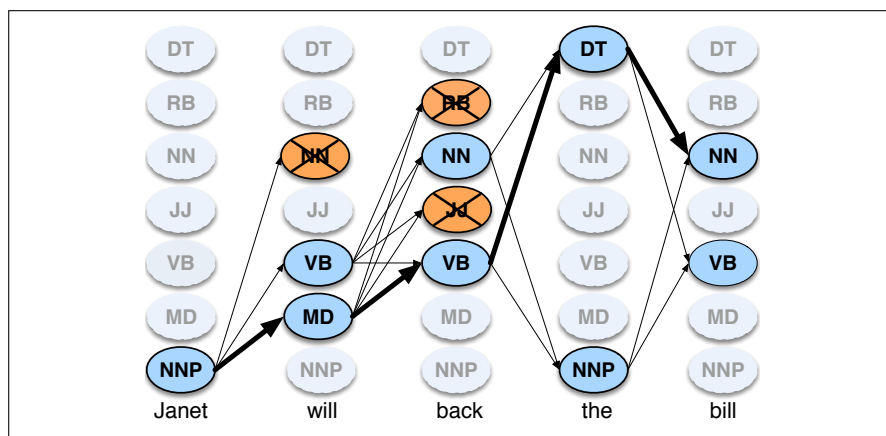 DT DT DT DT DT
RB RB RB RB RB
NN NN NN NN NN
JJ JJ JJ JJ JJ
VB VB VB VB VB
MD MD MD MD MD
NNP NNP NNP NNP NNP
Janet will back the bill